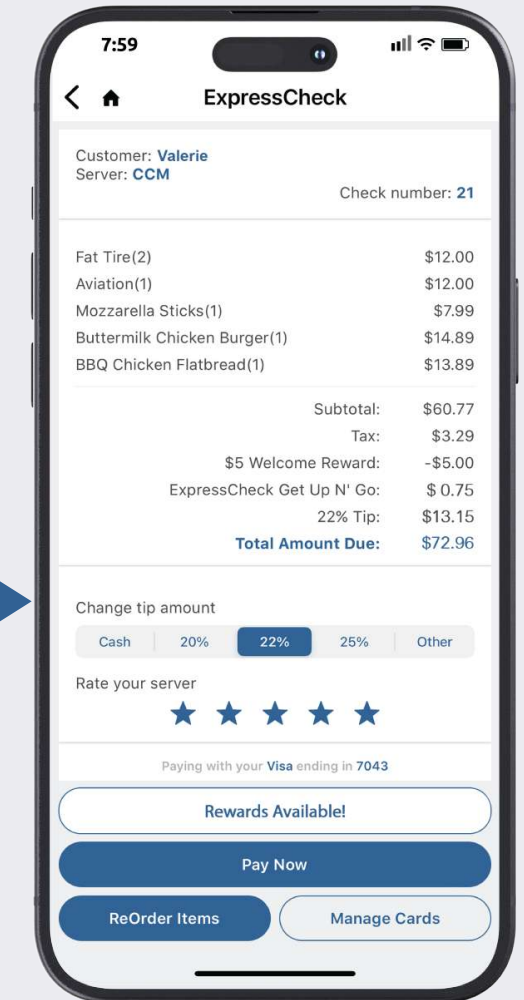 7:59
ExpressCheck
Customer: Valerie
Server: CCM
Check number: 21
Fat Tire(2) $12.00
Aviation(1) $12.00
Mozzarella Sticks(1) $7.99
Buttermilk Chicken Burger(1) $14.89
BBQ Chicken Flatbread(1) $13.89
Subtotal: $60.77
Tax: $3.29
$5 Welcome Reward: -$5.00
ExpressCheck Get Up N' Go: $ 0.75
22% Tip: $13.15
Total Amount Due: $72.96
Change tip amount
Cash 20% 22% 25% Other
Rate your server
Paying with your Visa ending in 7043
Rewards Available!
Pay Now
ReOrder Items Manage Cards